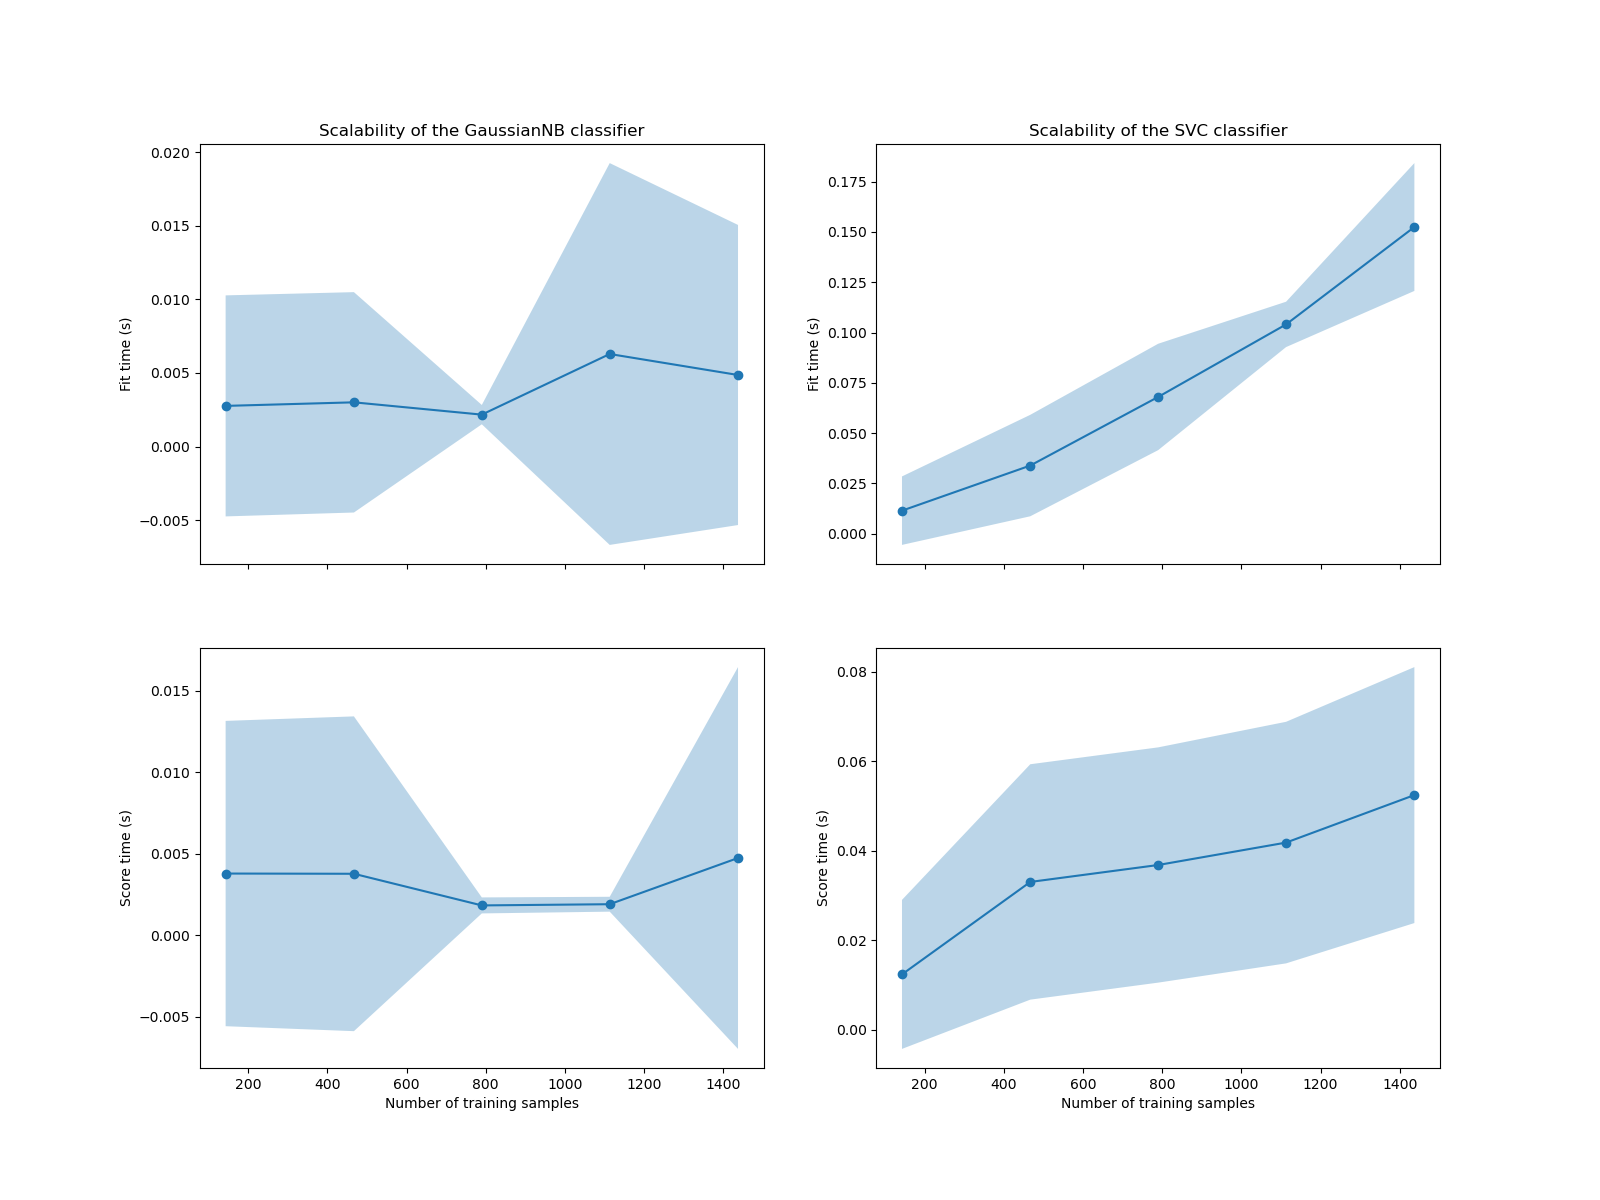 Scalability of the GaussianNB classifier
0.020
0.015
0.010
0.005
0.000
−0.005
Fit time (s)
Scalability of the SVC classifier
0.175
0.150
0.125
0.100
0.075
0.050
0.025
0.000
Fit time (s)
0.015
0.010
0.005
0.000
−0.005
Score time (s)
200 400 600 800 1000 1200 1400
Number of training samples
0.08
0.06
0.04
0.02
0.00
Score time (s)
200 400 600 800 1000 1200 1400
Number of training samples